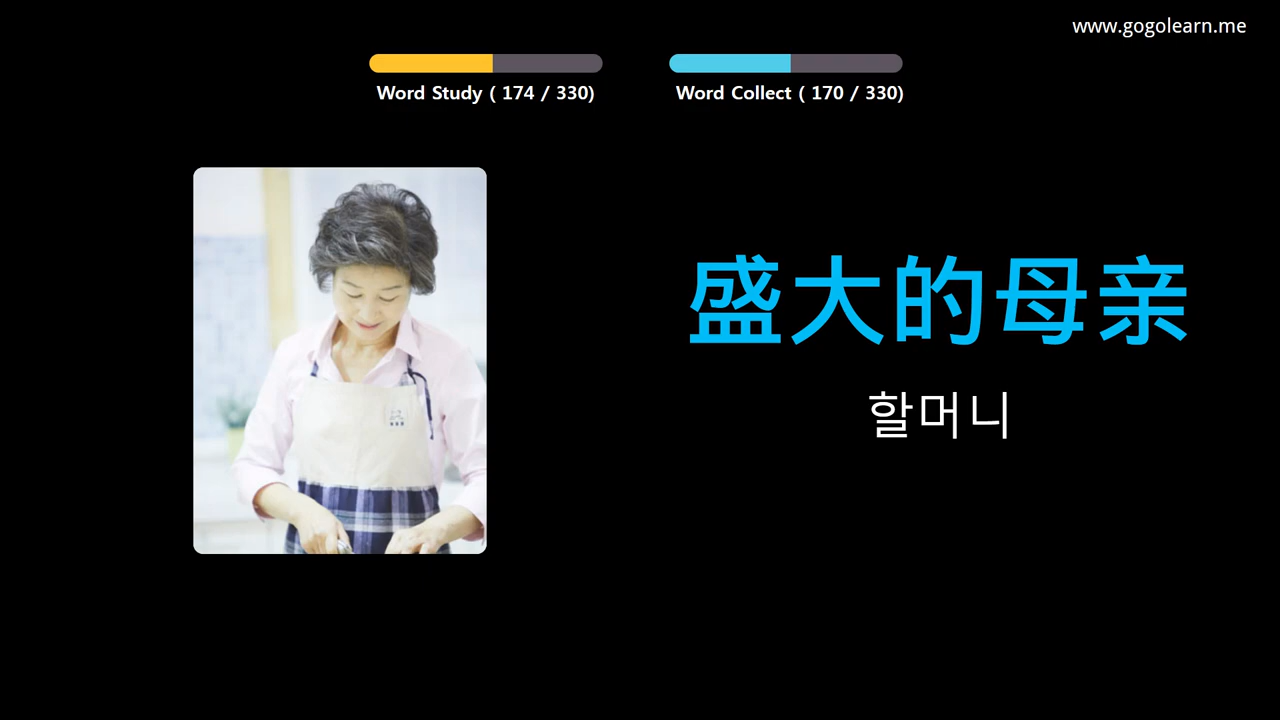 www.gogolearn.me
Word Study ( 174 / 330)
Word Collect ( 170 / 330)
盛大的母亲
할머니